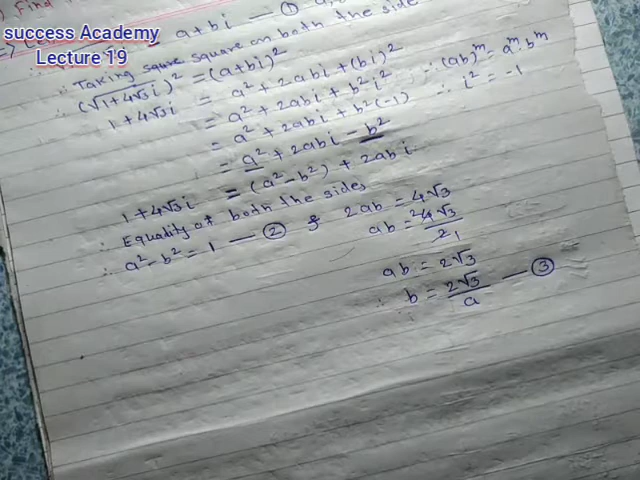 ) Find
success Academy
Lecture 19
= a+bi — ①
Taking square on both the side
∴ (√1+4√3i)² = (a+bi)²
1+4√3i = a² + 2abi + (bi)²
= a² + 2abi + b²i² ∵ (ab)ᵐ = aᵐbᵐ
= a² + 2abi + b²(-1) ∵ i² = -1
= a² + 2abi - b²
1+4√3i = (a²-b²) + 2abi
∴ Equality of both the sides
∴ a²-b² = 1 — ② & 2ab = 4√3
ab = 4√3/2
ab = 2√3
∴ b = 2√3/a — ③